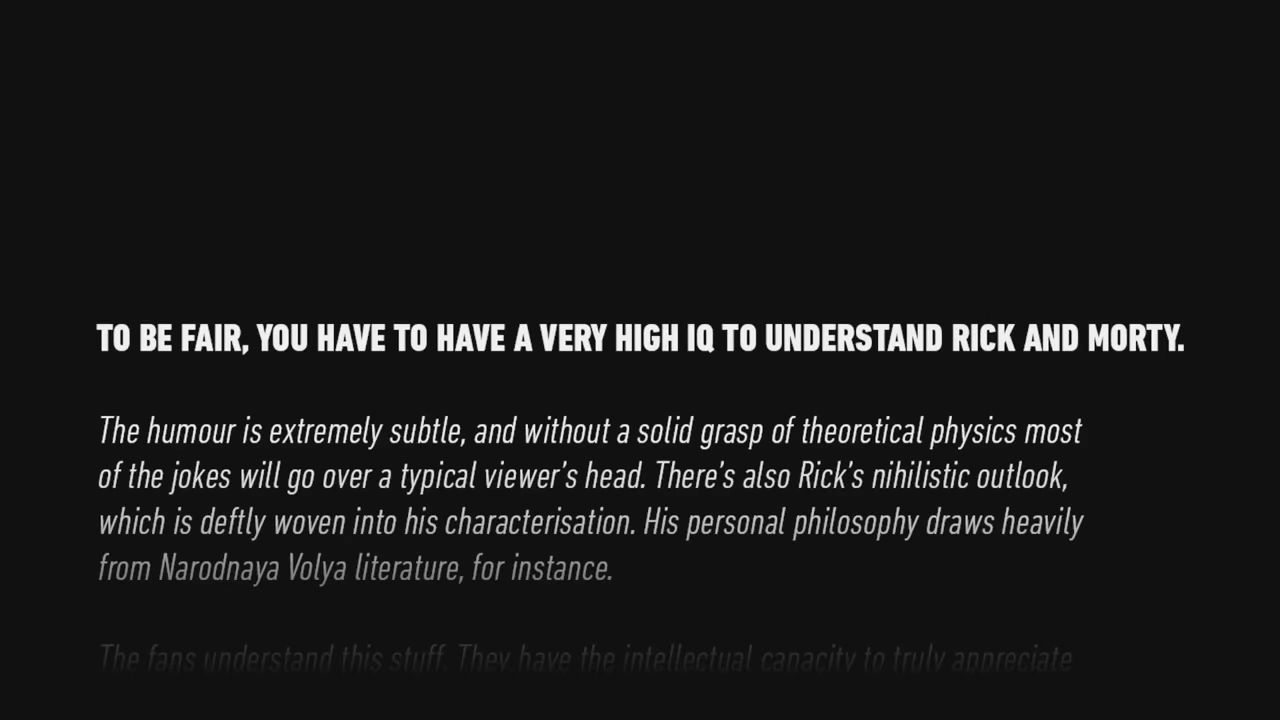 TO BE FAIR, YOU HAVE TO HAVE A VERY HIGH IQ TO UNDERSTAND RICK AND MORTY.
The humour is extremely subtle, and without a solid grasp of theoretical physics most
of the jokes will go over a typical viewer's head. There's also Rick's nihilistic outlook,
which is deftly woven into his characterisation. His personal philosophy draws heavily
from Narodnaya Volya literature, for instance.
The fans understand this stuff. They have the intellectual capacity to truly appreciate